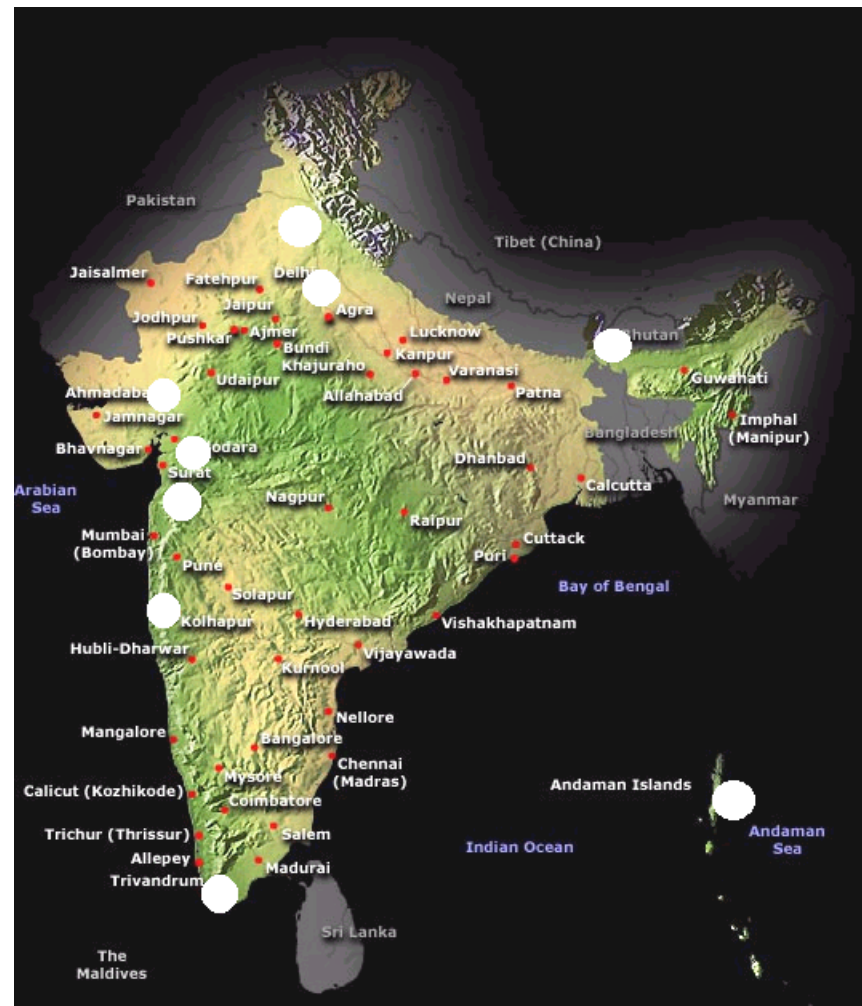 Pakistan
Tibet (China)
Jaisalmer
Fatehpur
Nepal
Jaipur
Agra
Jodhpur
Ajmer
Lucknow
Bhutan
Pushkar
Bundi
Kanpur
Khajuraho
Varanasi
Guwahati
Udaipur
Allahabad
Patna
Jamnagar
Imphal
(Manipur)
Bangladesh
Bhavnagar
Dhanbad
Surat
Calcutta
Arabian
Sea
Nagpur
Raipur
Myanmar
Mumbai
(Bombay)
Cuttack
Pune
Puri
Solapur
Bay of Bengal
Kolhapur
Hyderabad
Vishakhapatnam
Hubli-Dharwar
Vijayawada
Kurnool
Nellore
Mangalore
Bangalore
Chennai
(Madras)
Mysore
Andaman Islands
Calicut (Kozhikode)
Coimbatore
Trichur (Thrissur)
Salem
Andaman
Sea
Indian Ocean
Allepey
Madurai
Trivandrum
Sri Lanka
The
Maldives